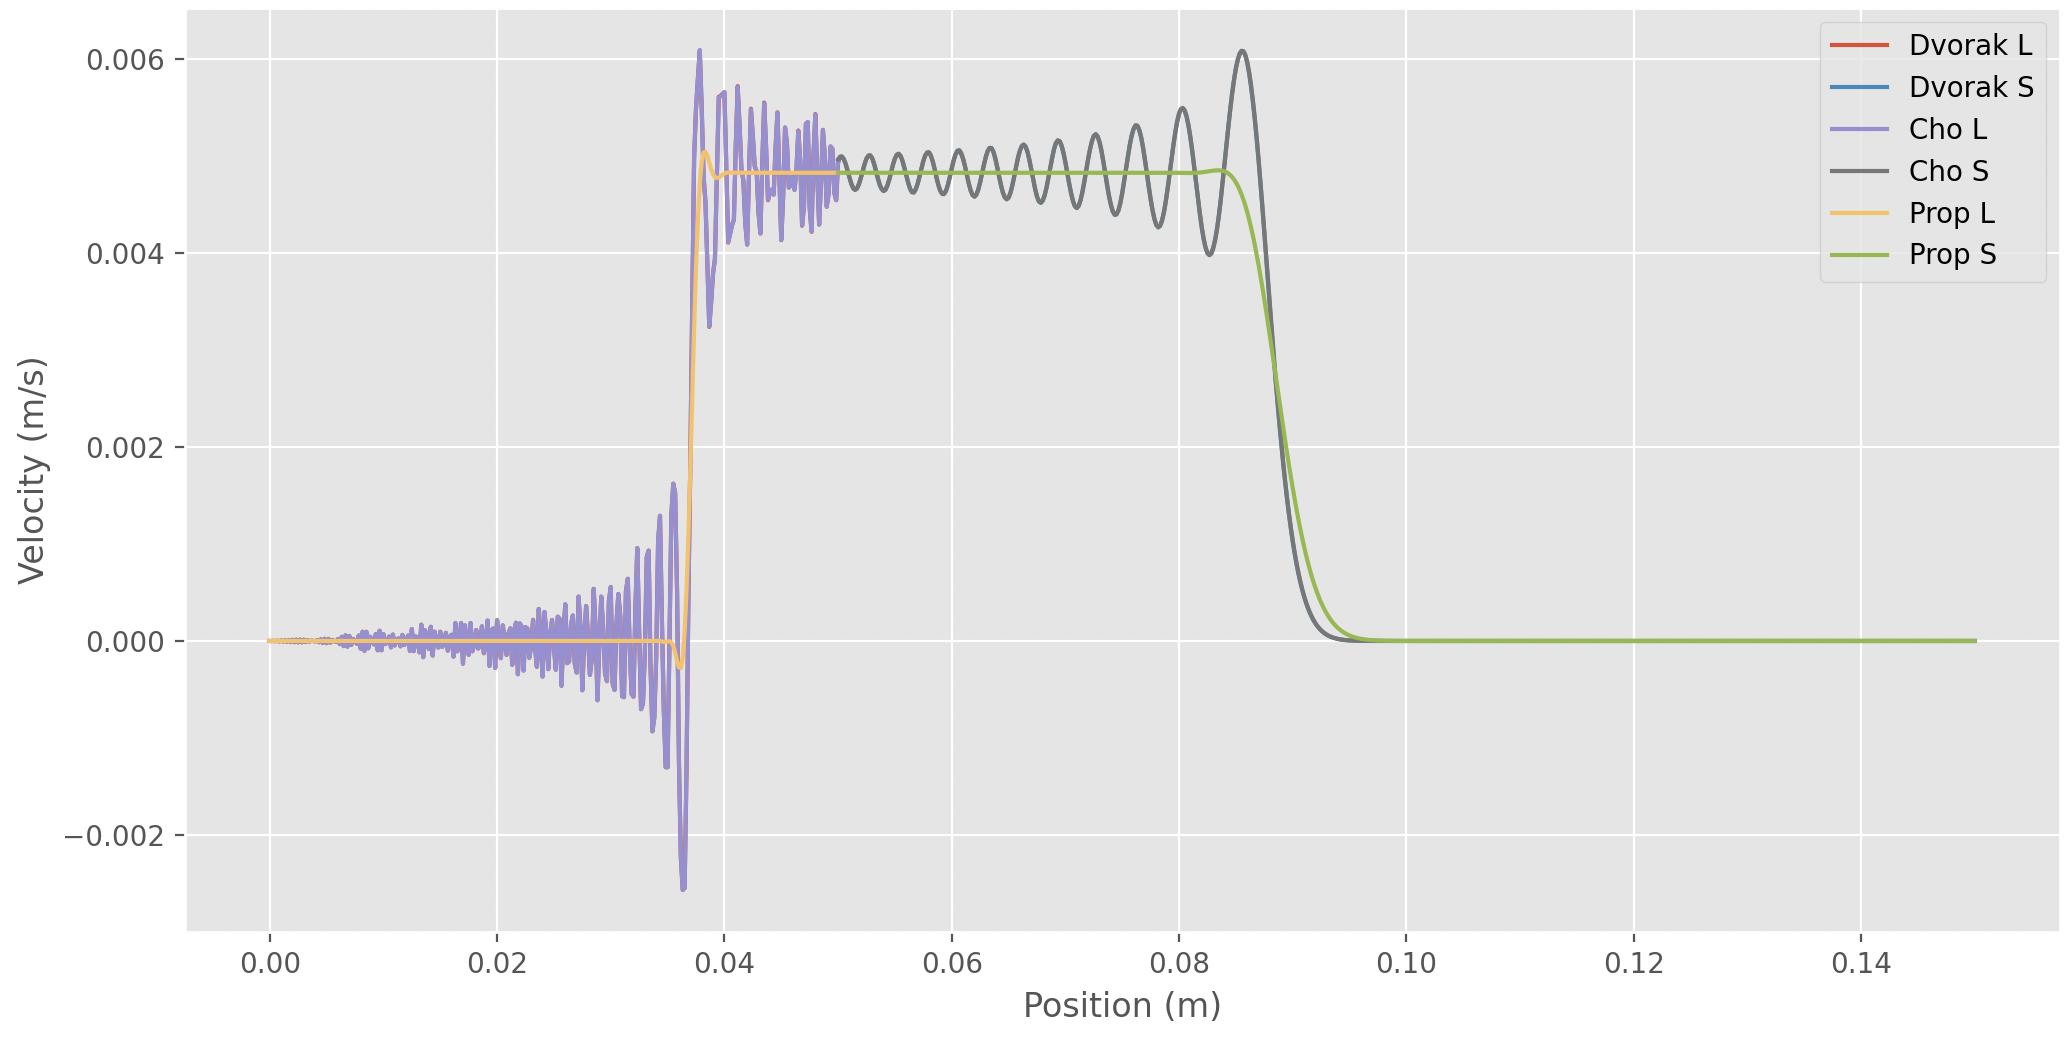 0.006
0.004
0.002
0.000
−0.002
Velocity (m/s)
0.00 0.02 0.04 0.06 0.08 0.10 0.12 0.14
Position (m)
Dvorak L
Dvorak S
Cho L
Cho S
Prop L
Prop S